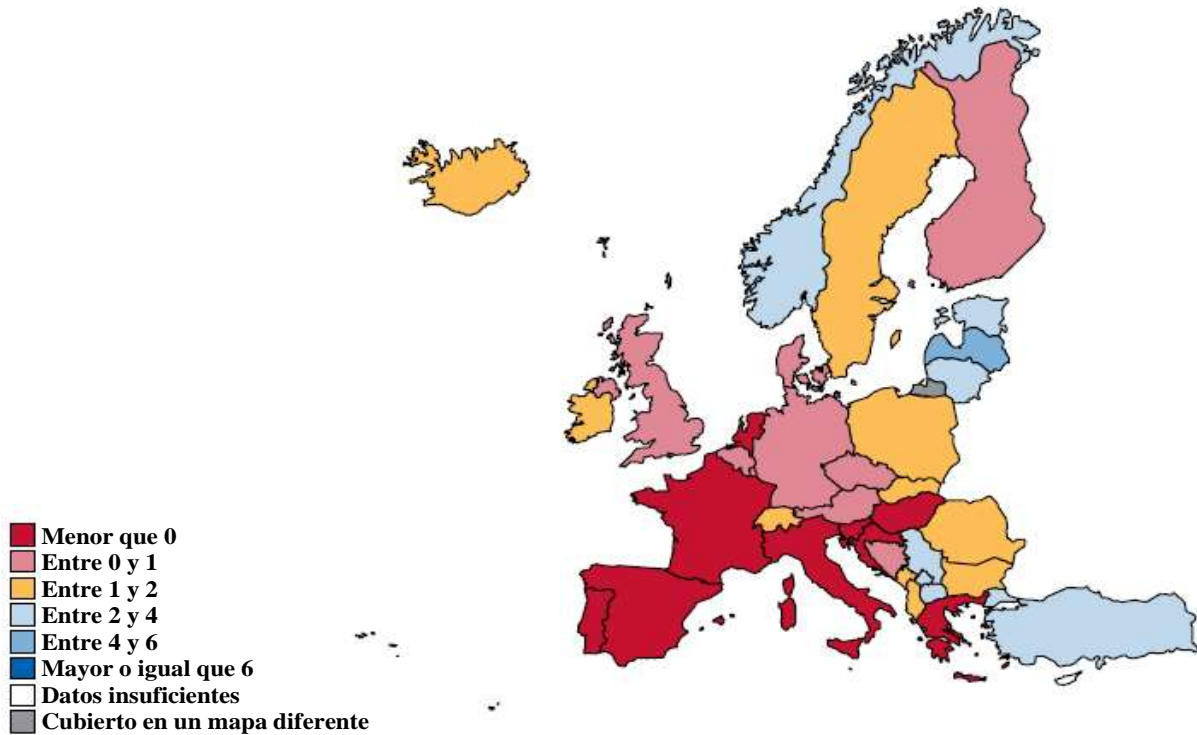 Menor que 0
Entre 0 y 1
Entre 1 y 2
Entre 2 y 4
Entre 4 y 6
Mayor o igual que 6
Datos insuficientes
Cubierto en un mapa diferente